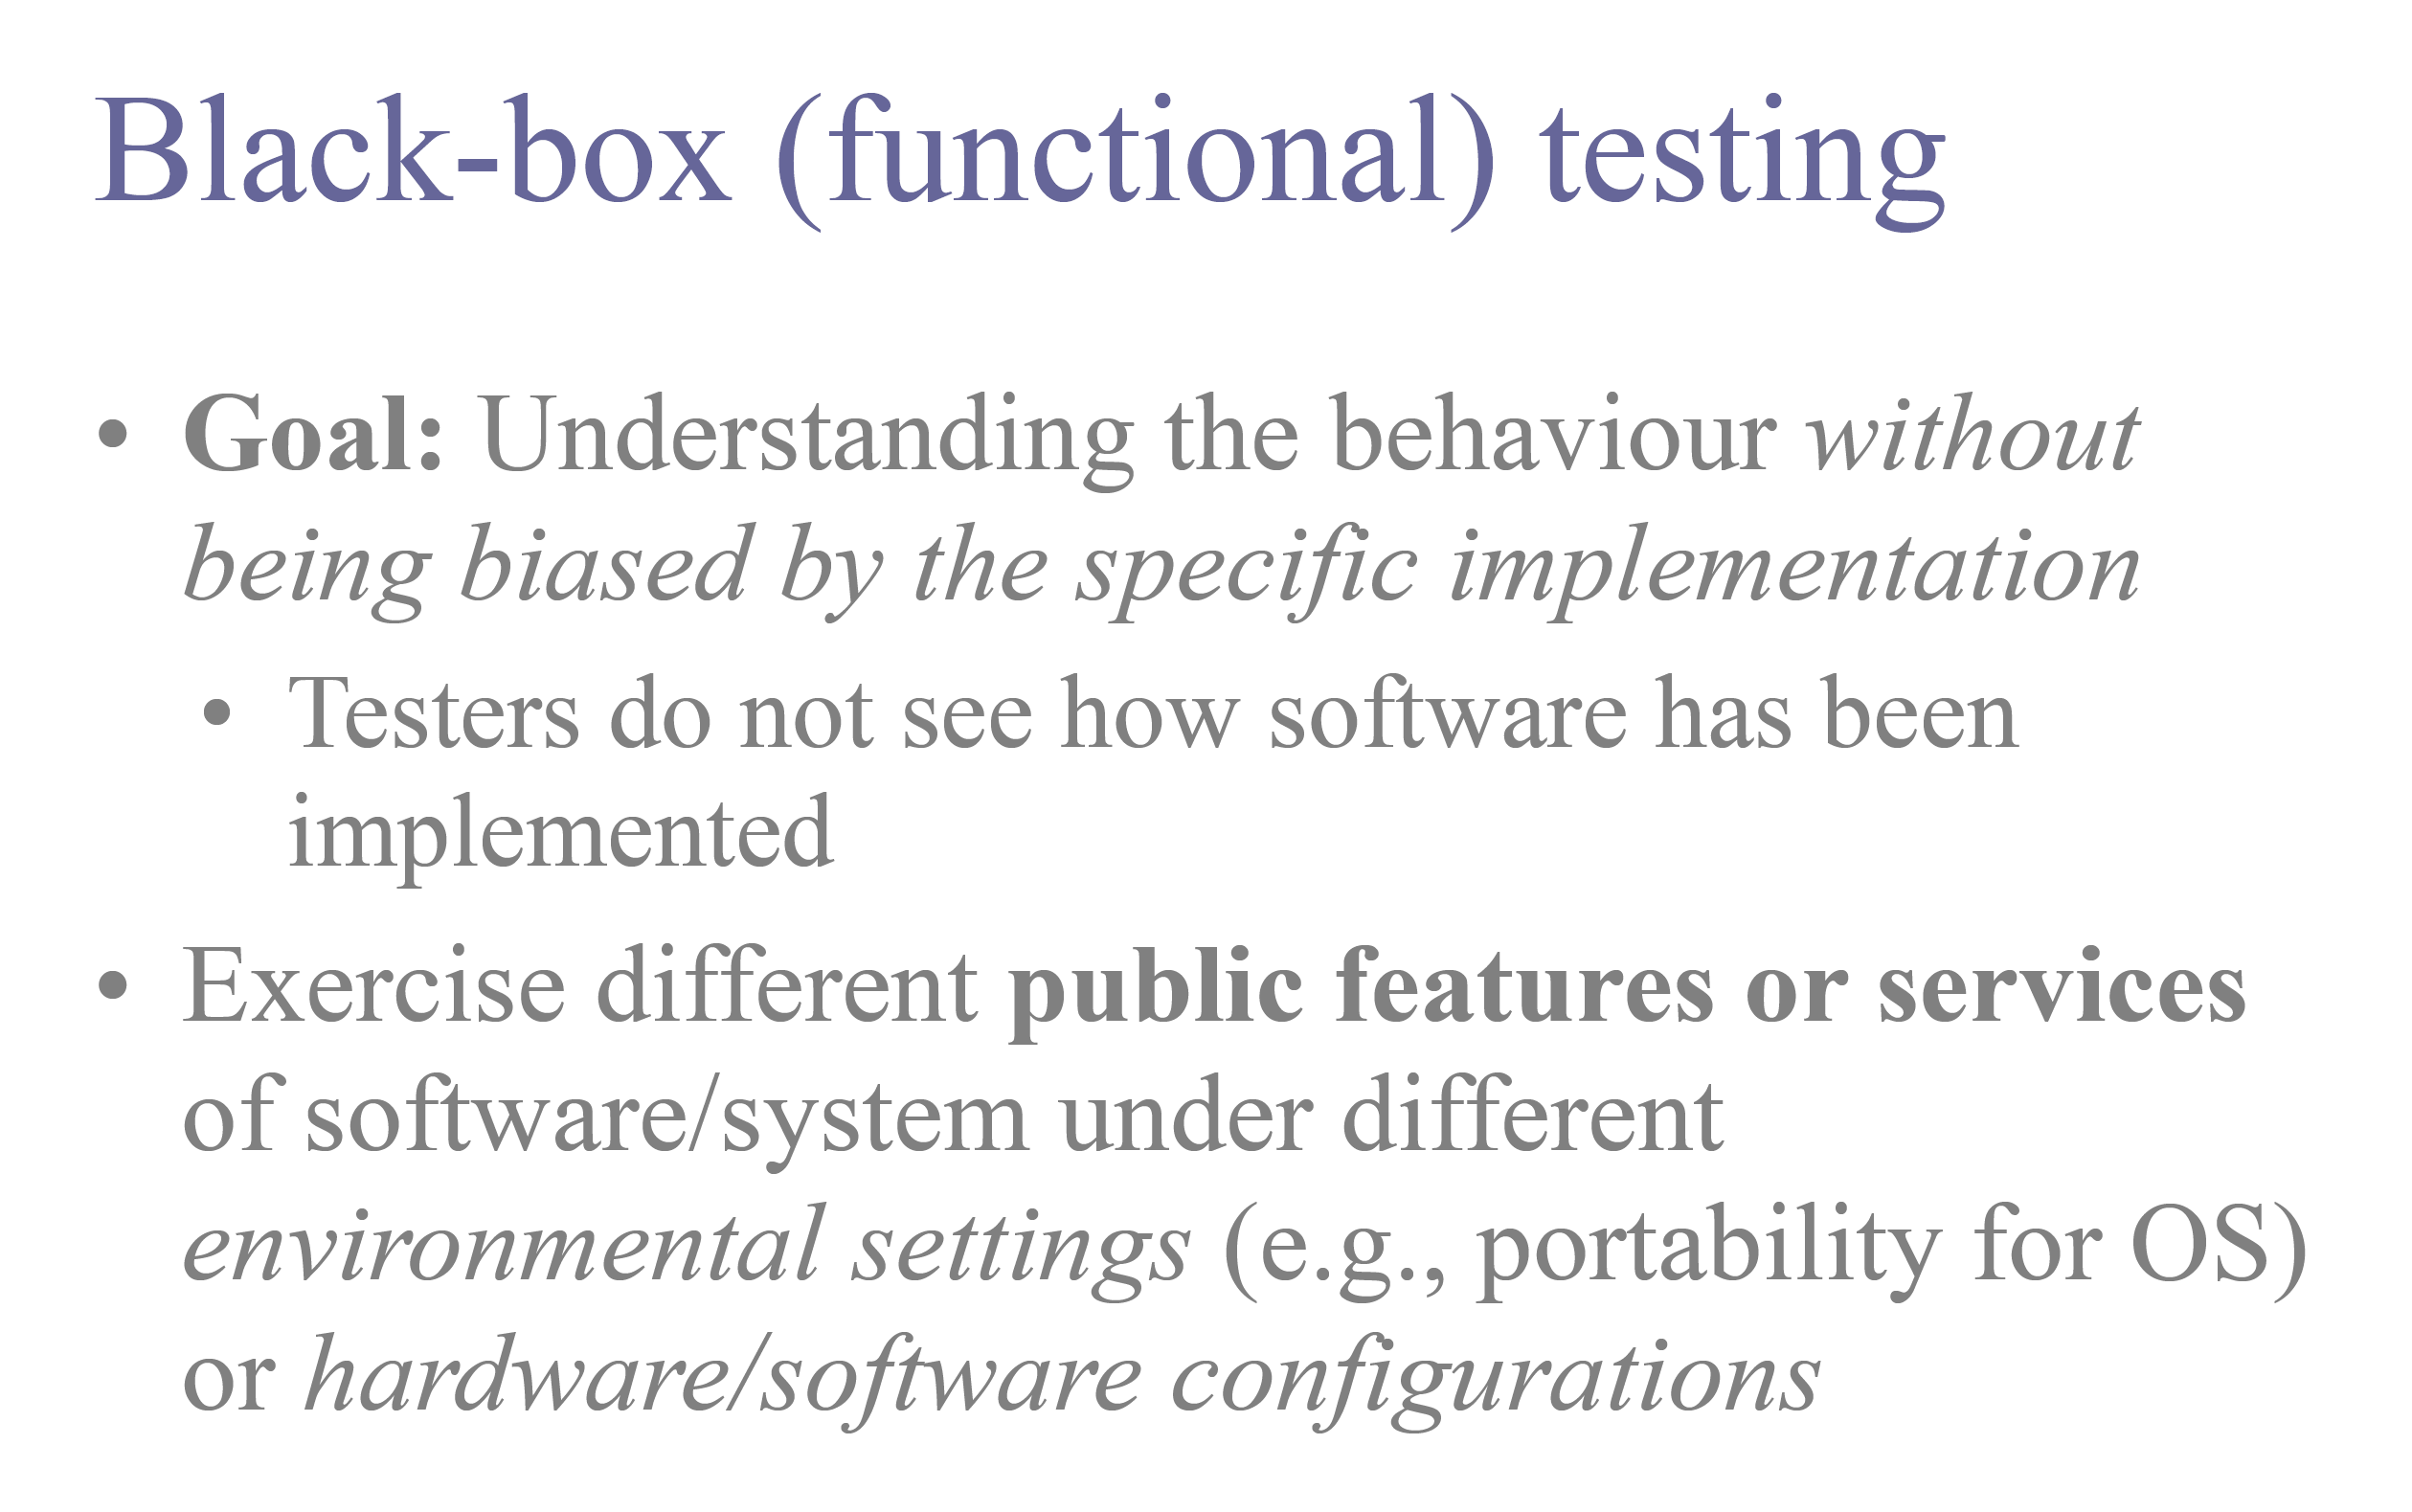 Black-box (functional) testing
• Goal: Understanding the behaviour without
being biased by the specific implementation
• Testers do not see how software has been
implemented
• Exercise different public features or services
of software/system under different
environmental settings (e.g., portability for OS)
or hardware/software configurations